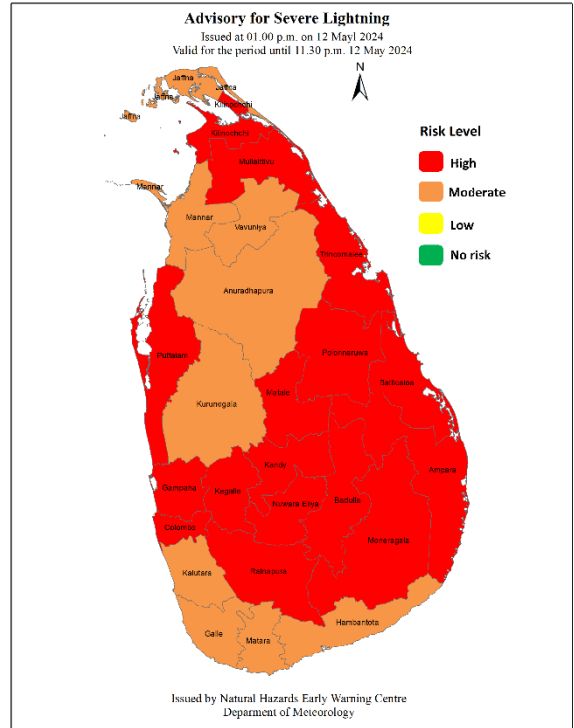 Advisory for Severe Lightning
Issued at 01.00 p.m. on 12 Mayl 2024
Valid for the period until 11.30 p.m. 12 May 2024
N
Jaffna
Jaffna
Jaffna
Jaffna
Kilinochchi
Kilinochchi
Mullaittivu
Mannar
Mannar
Vavuniya
Trincomalee
Anuradhapura
Puttalam
Polonnaruwa
Batticaloa
Kurunegala
Matale
Ampara
Kandy
Gampaha
Kegalle
Nuwara Eliya
Badulla
Colombo
Moneragala
Ratnapura
Kalutara
Hambantota
Galle
Matara
Risk Level
High
Moderate
Low
No risk
Issued by Natural Hazards Early Warning Centre
Deparment of Meteorology